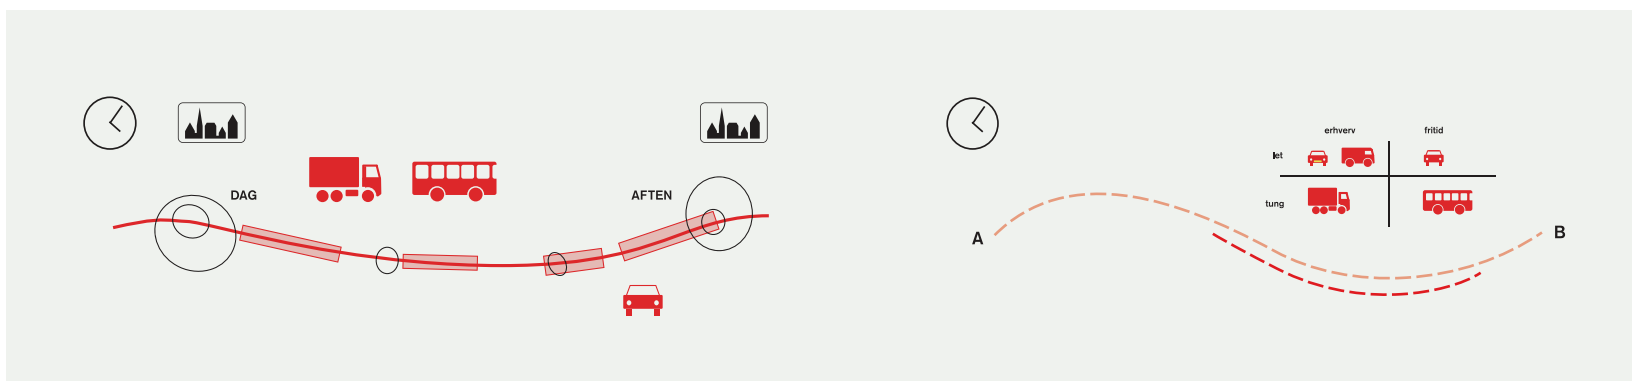 DAG
AFTEN
erhverv
fritid
let
tung
A
B